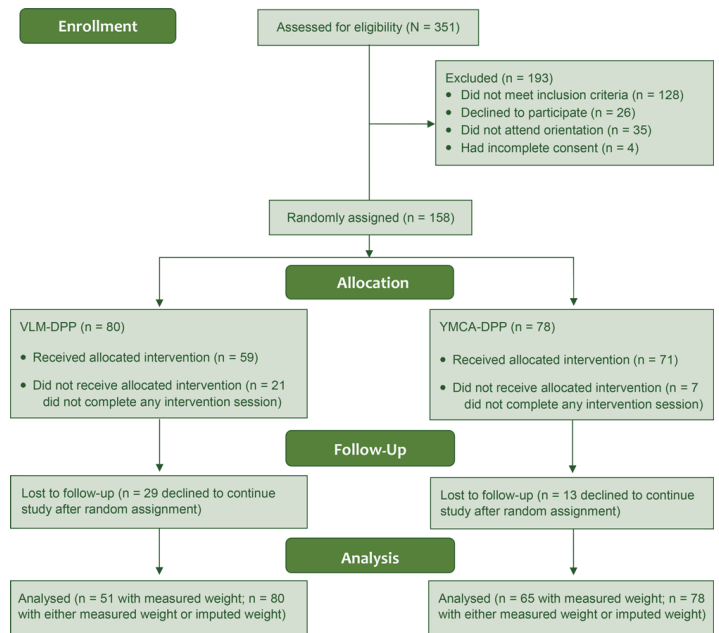 Enrollment
Assessed for eligibility (N = 351)
Excluded (n = 193)
• Did not meet inclusion criteria (n = 128)
• Declined to participate (n = 26)
• Did not attend orientation (n = 35)
• Had incomplete consent (n = 4)
Randomly assigned (n = 158)
Allocation
VLM-DPP (n = 80)
• Received allocated intervention (n = 59)
• Did not receive allocated intervention (n = 21
did not complete any intervention session)
YMCA-DPP (n = 78)
• Received allocated intervention (n = 71)
• Did not receive allocated intervention (n = 7
did not complete any intervention session)
Follow-Up
Lost to follow-up (n = 29 declined to continue
study after random assignment)
Lost to follow-up (n = 13 declined to continue
study after random assignment)
Analysis
Analysed (n = 51 with measured weight; n = 80
with either measured weight or imputed weight)
Analysed (n = 65 with measured weight; n = 78
with either measured weight or imputed weight)